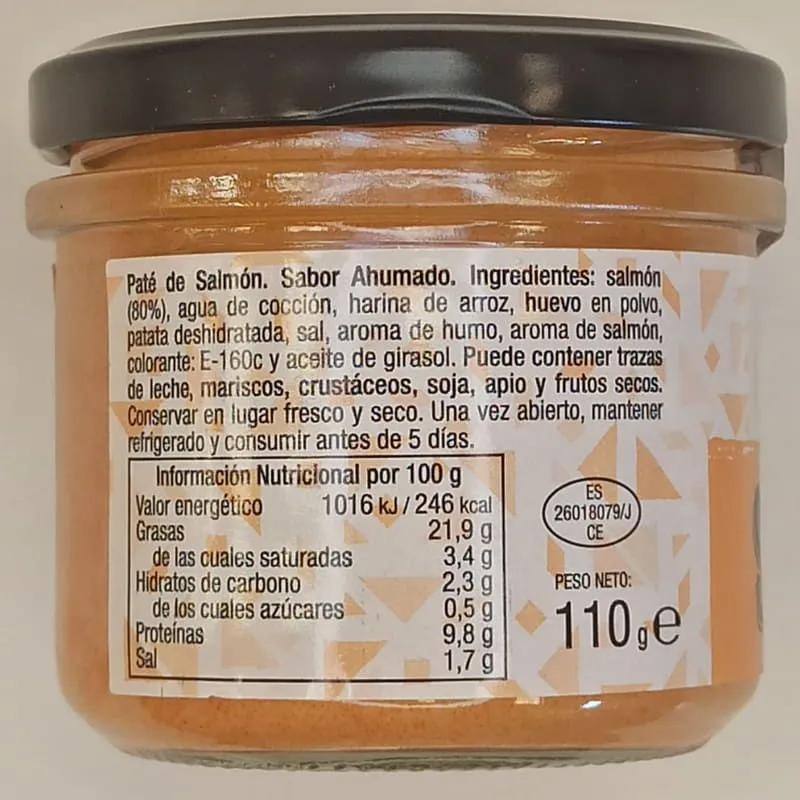 Paté de Salmón. Sabor Ahumado. Ingredientes: salmón
(80%), agua de cocción, harina de arroz, huevo en polvo,
patata deshidratada, sal, aroma de humo, aroma de salmón,
colorante: E-160c y aceite de girasol. Puede contener trazas
de leche, mariscos, crustáceos, soja, apio y frutos secos.
Conservar en lugar fresco y seco. Una vez abierto, mantener
refrigerado y consumir antes de 5 días.
Información Nutricional por 100 g
Valor energético 1016 kJ / 246 kcal
Grasas 21,9 g
de las cuales saturadas 3,4 g
Hidratos de carbono 2,3 g
de los cuales azúcares 0,5 g
Proteínas 9,8 g
Sal 1,7 g
ES
26018079/J
CE
PESO NETO:
110 g e